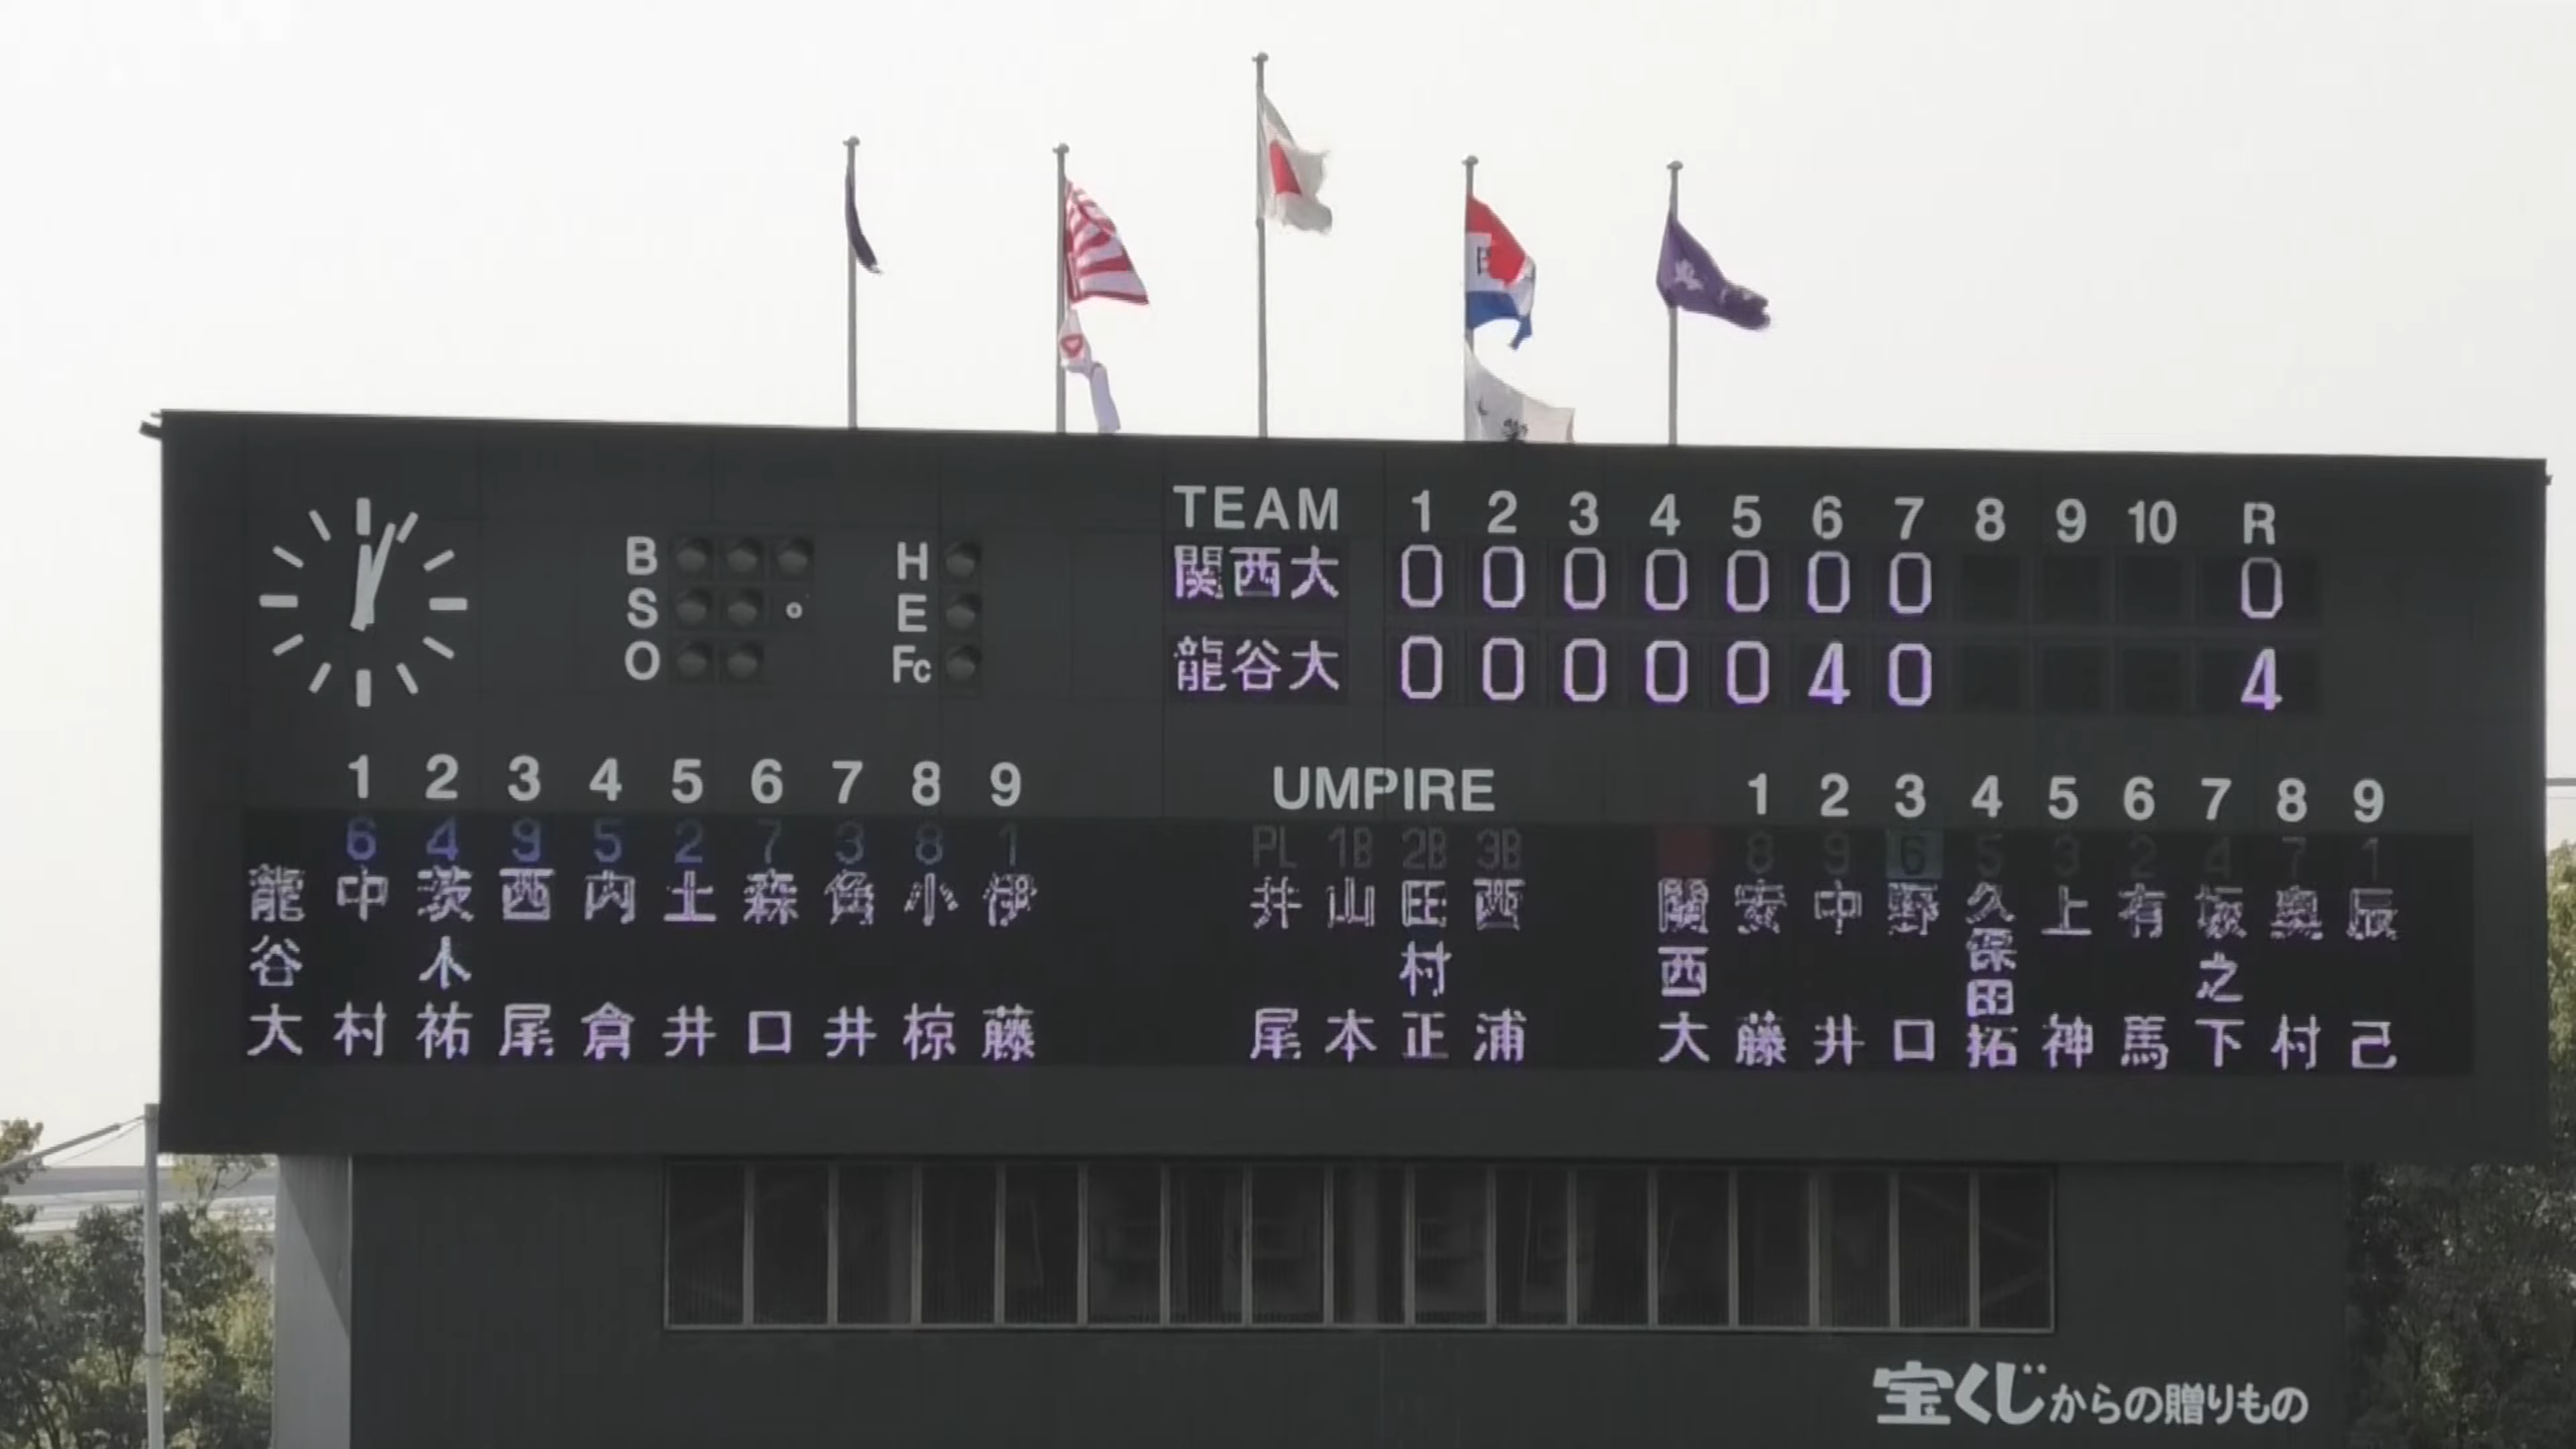 TEAM 1 2 3 4 5 6 7 8 9 10 R
B H
関西大 0 0 0 0 0 0 0 0
S E
龍谷大 0 0 0 0 0 4 0 4
O Fc
1 2 3 4 5 6 7 8 9
6 4 9 5 2 7 3 8 1
龍谷大
中村
茨木祐
西尾
内倉
土井
森口
角井
小椋
伊藤
UMPIRE
PL 1B 2B 3B
井尾
山本
田村正
西浦
1 2 3 4 5 6 7 8 9
8 9 6 5 3 2 4 7 1
関西大
安藤
中井
野口
久保田拓
上神
有馬
坂之下
奥村
辰己
宝くじからの贈りもの